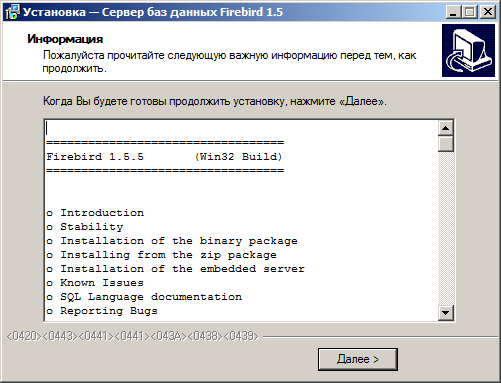 Установка — Сервер баз данных Firebird 1.5
Информация
Пожалуйста прочитайте следующую важную информацию перед тем, как
продолжить.
Когда Вы будете готовы продолжить установку, нажмите «Далее».
==================================
Firebird 1.5.5 (Win32 Build)
==================================
o Introduction
o Stability
o Installation of the binary package
o Installing from the zip package
o Installation of the embedded server
o Known Issues
o SQL Language documentation
o Reporting Bugs
<0420><0443><0441><0441><043A><0438><0439>
Далее >